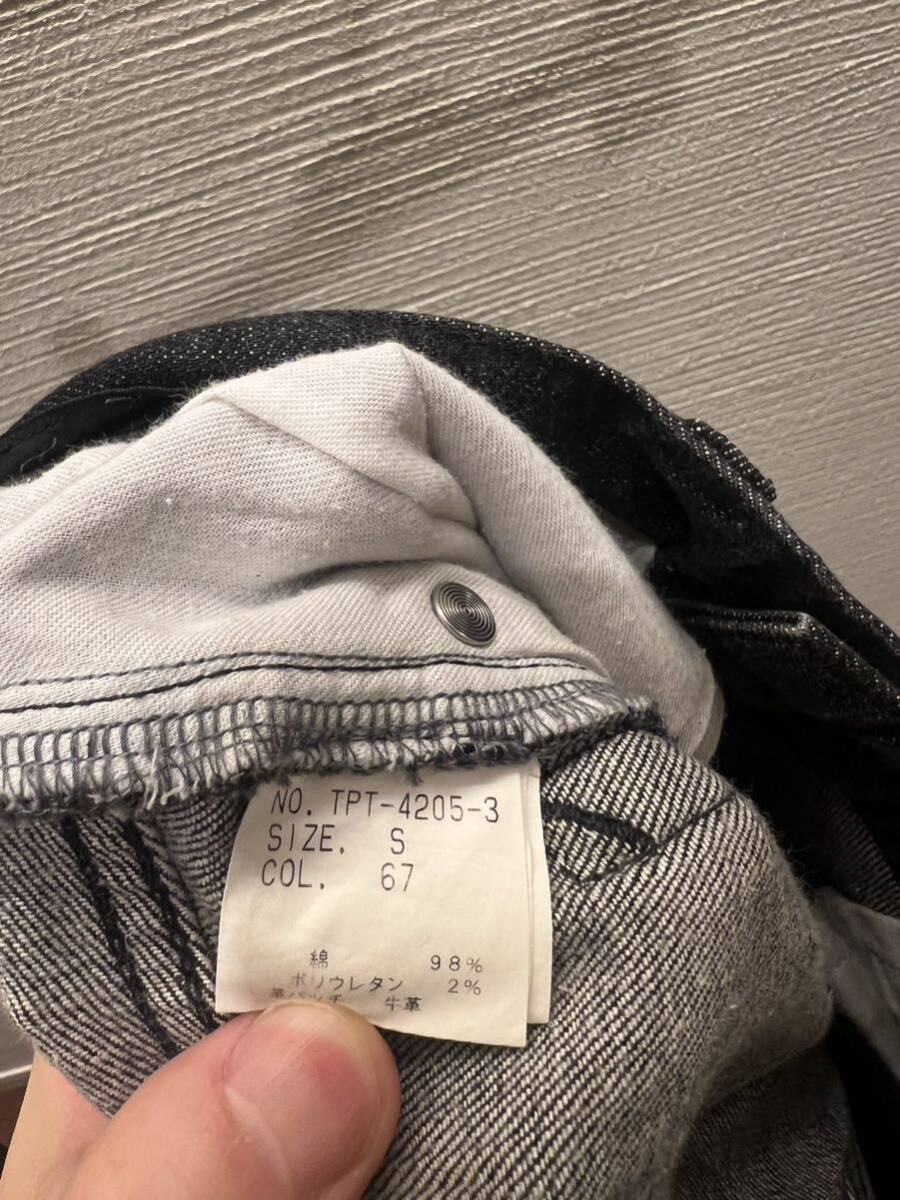 NO. TPT-4205-3
SIZE. S
COL. 67
綿 98%
ポリウレタン 2%
革パッチ 牛革